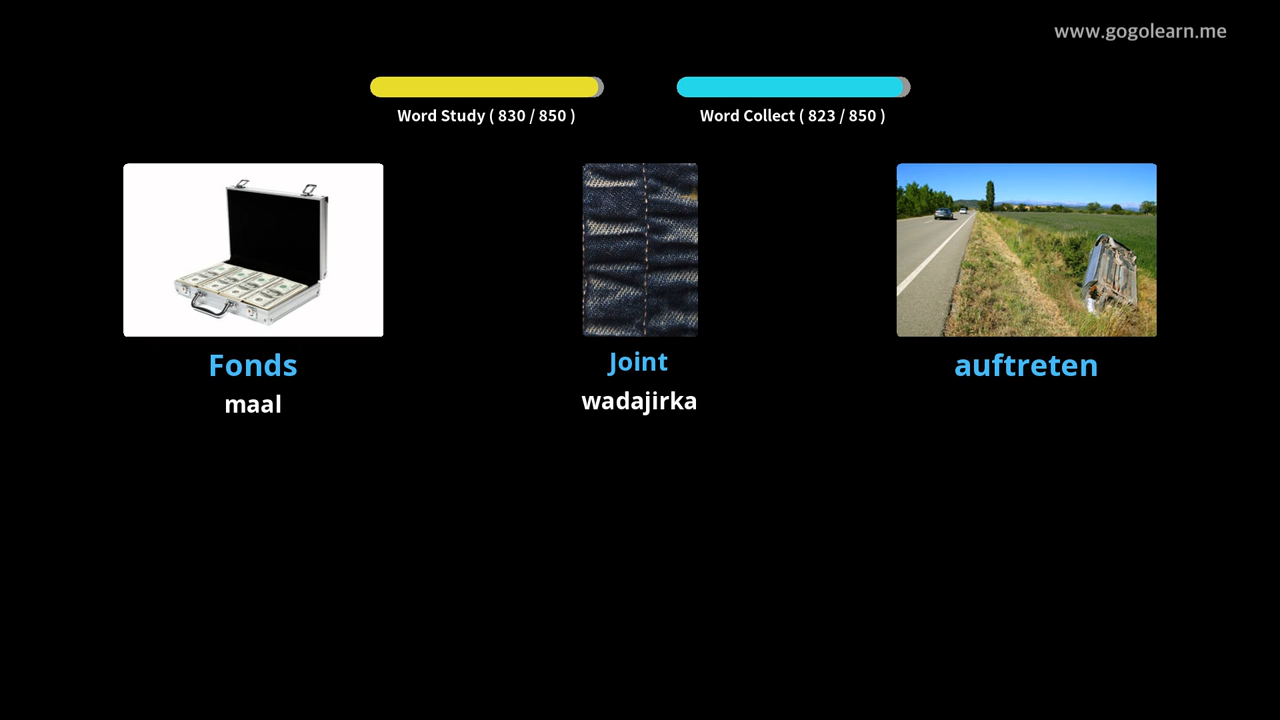 www.gogolearn.me
Word Study ( 830 / 850 )
Word Collect ( 823 / 850 )
Fonds
maal
Joint
wadajirka
auftreten